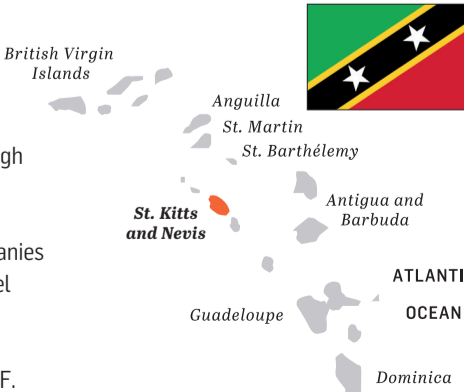 British Virgin
Islands
Anguilla
St. Martin
St. Barthélemy
St. Kitts
and Nevis
Antigua and
Barbuda
ATLANTI
OCEAN
Guadeloupe
Dominica
gh
anies
el
F.